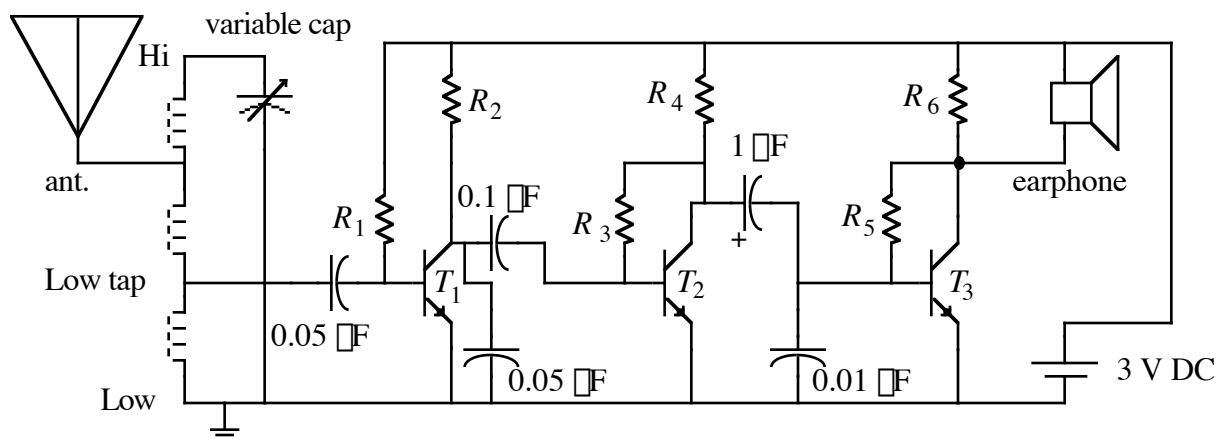 variable cap
Hi
ant.
Low tap
Low
R1
R2
R3
R4
R5
R6
T1
T2
T3
0.05 □F
0.1 □F
0.05 □F
1 □F
+
0.01 □F
earphone
3 V DC